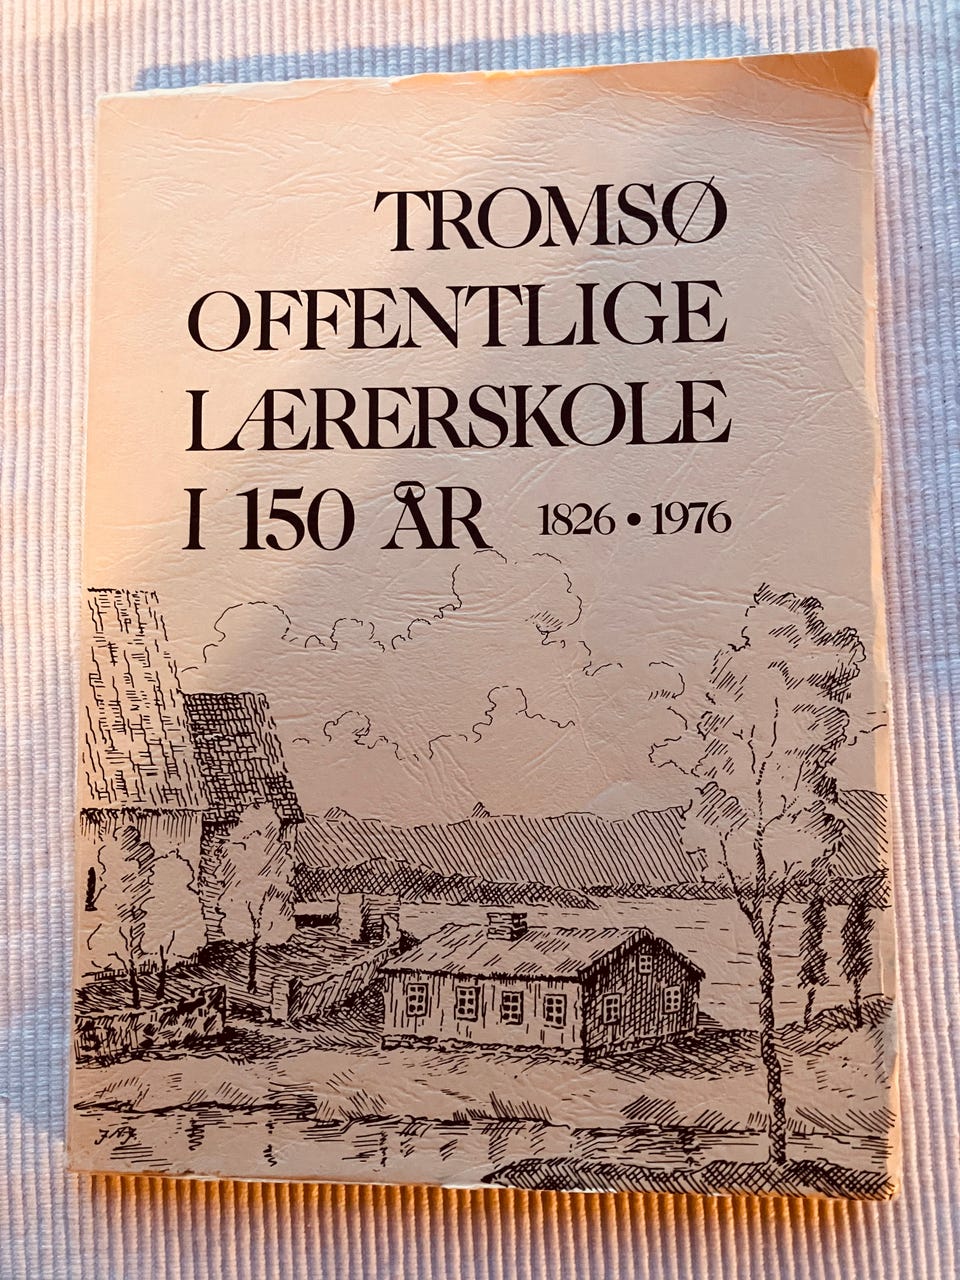 TROMSØ
OFFENTLIGE
LÆRERSKOLE
I 150 ÅR 1826 • 1976